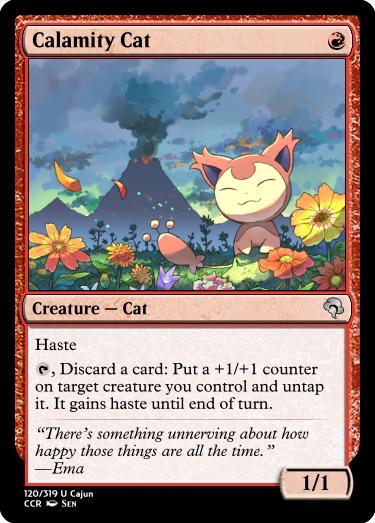 Calamity Cat
Creature — Cat
Haste
, Discard a card: Put a +1/+1 counter
on target creature you control and untap
it. It gains haste until end of turn.
“There’s something unnerving about how
happy those things are all the time.”
—Ema
1/1
120/319 U Cajun
CCR SEN